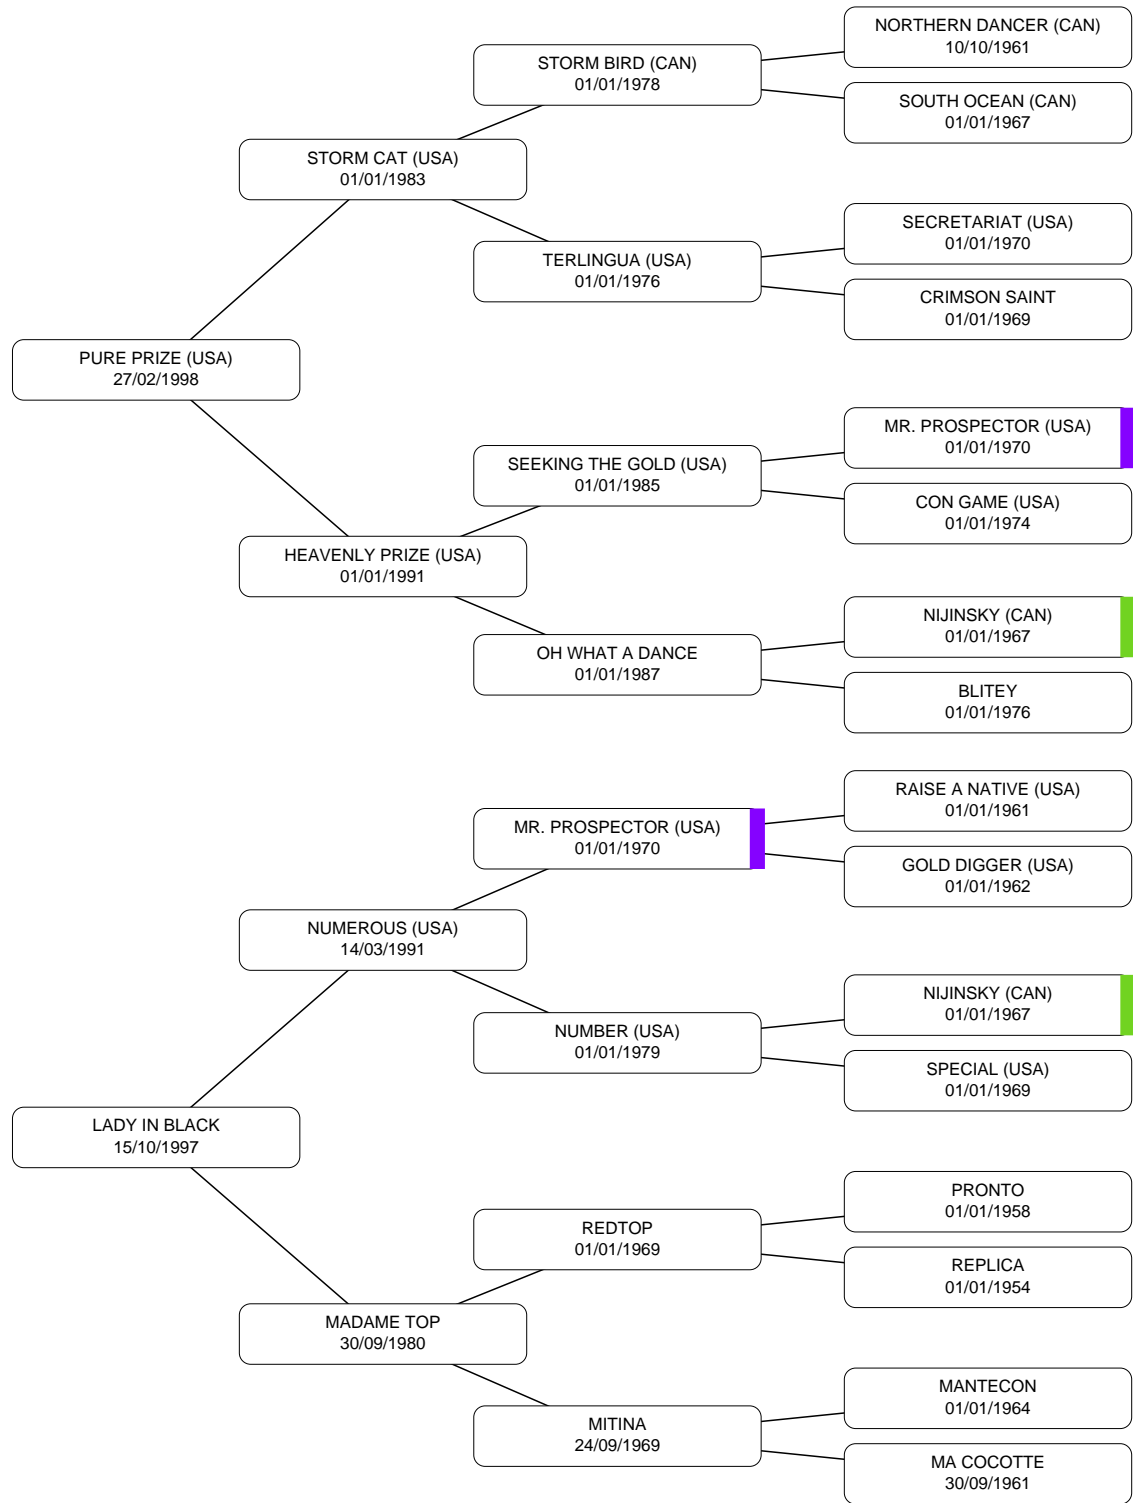 NORTHERN DANCER (CAN)
10/10/1961
STORM BIRD (CAN)
01/01/1978
SOUTH OCEAN (CAN)
01/01/1967
STORM CAT (USA)
01/01/1983
SECRETARIAT (USA)
01/01/1970
TERLINGUA (USA)
01/01/1976
CRIMSON SAINT
01/01/1969
PURE PRIZE (USA)
27/02/1998
MR. PROSPECTOR (USA)
01/01/1970
SEEKING THE GOLD (USA)
01/01/1985
CON GAME (USA)
01/01/1974
HEAVENLY PRIZE (USA)
01/01/1991
NIJINSKY (CAN)
01/01/1967
OH WHAT A DANCE
01/01/1987
BLITEY
01/01/1976
RAISE A NATIVE (USA)
01/01/1961
MR. PROSPECTOR (USA)
01/01/1970
GOLD DIGGER (USA)
01/01/1962
NUMEROUS (USA)
14/03/1991
NIJINSKY (CAN)
01/01/1967
NUMBER (USA)
01/01/1979
SPECIAL (USA)
01/01/1969
LADY IN BLACK
15/10/1997
PRONTO
01/01/1958
REDTOP
01/01/1969
REPLICA
01/01/1954
MADAME TOP
30/09/1980
MANTECON
01/01/1964
MITINA
24/09/1969
MA COCOTTE
30/09/1961